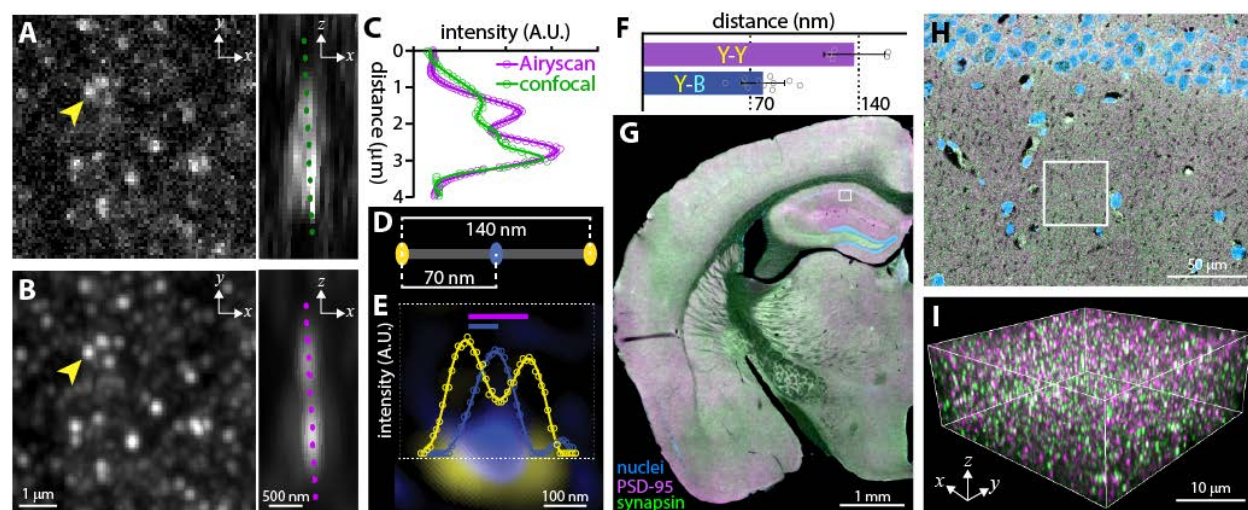 A
y
x
z
B
y
x
z
1 µm
500 nm
C
intensity (A.U.)
distance (µm)
0
1
2
3
4
Airyscan
confocal
D
140 nm
70 nm
E
intensity (A.U.)
100 nm
F
distance (nm)
Y-Y
Y-B
70
140
G
nuclei
PSD-95
synapsin
1 mm
H
50 µm
I
z
x
y
10 µm